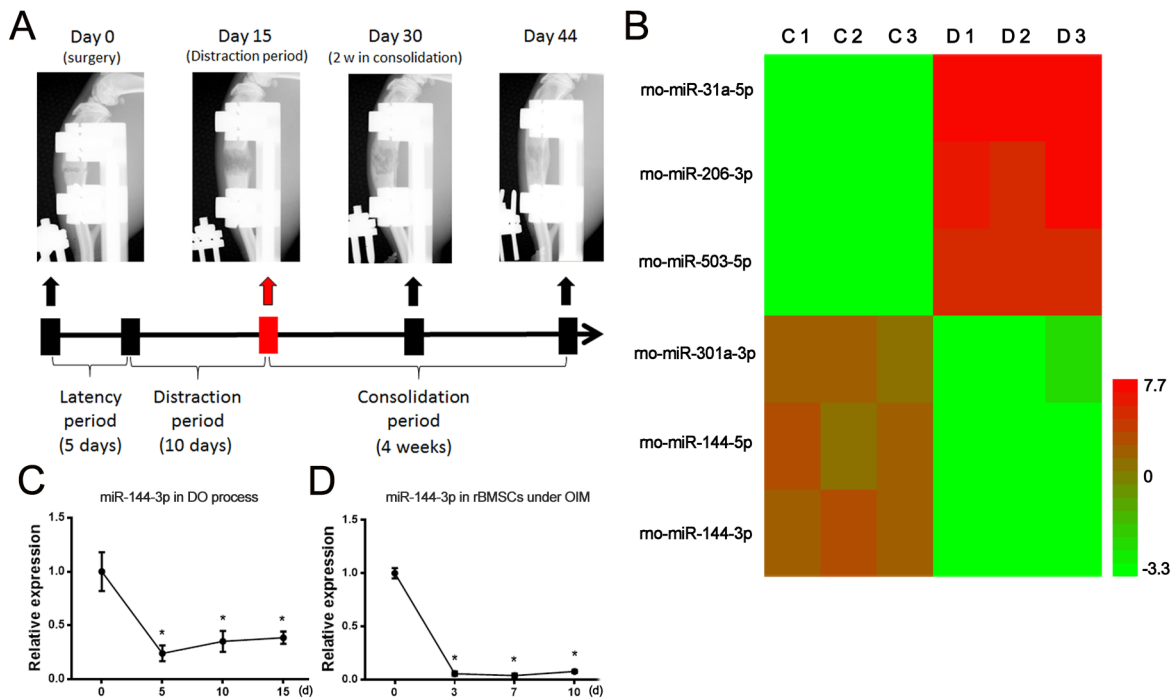 A
Day 0
(surgery)
Day 15
(Distraction period)
Day 30
(2 w in consolidation)
Day 44
Latency
period
(5 days)
Distraction
period
(10 days)
Consolidation
period
(4 weeks)
B
C 1 C 2 C 3 D 1 D 2 D 3
rno-miR-31a-5p
rno-miR-206-3p
rno-miR-503-5p
rno-miR-301a-3p
rno-miR-144-5p
rno-miR-144-3p
7.7
0
-3.3
C
miR-144-3p in DO process
Relative expression
1.5
1.0
0.5
0.0
* * *
0 5 10 15 (d)
D
miR-144-3p in rBMSCs under OIM
Relative expression
1.5
1.0
0.5
0.0
* * *
0 3 7 10 (d)